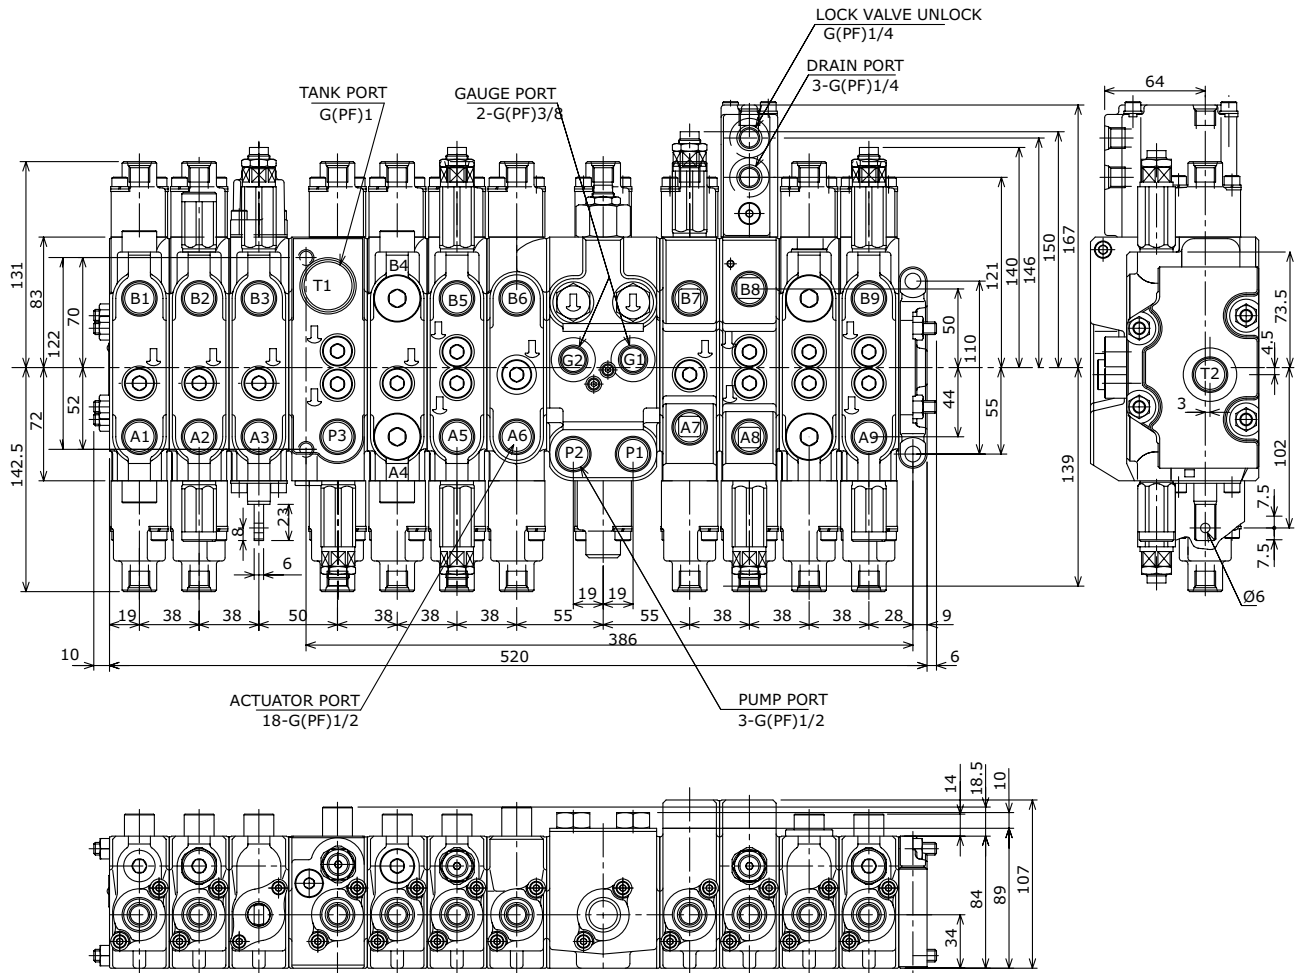 LOCK VALVE UNLOCK
G(PF)1/4
DRAIN PORT
3-G(PF)1/4
TANK PORT
G(PF)1
GAUGE PORT
2-G(PF)3/8
64
131
83
122
70
142.5
72
52
B1
B2
B3
T1
B4
B5
B6
B7
B8
B9
G2
G1
A1
A2
A3
P3
A4
A5
A6
P2
P1
A7
A8
A9
121
140
146
150
167
50
110
44
55
139
T2
73.5
4.5
3
102
7.5
7.5
Ø6
8
23
6
19
38
38
50
38
38
38
55
19
19
55
38
38
38
28
9
386
10
520
6
ACTUATOR PORT
18-G(PF)1/2
PUMP PORT
3-G(PF)1/2
14
18.5
10
34
84
89
107